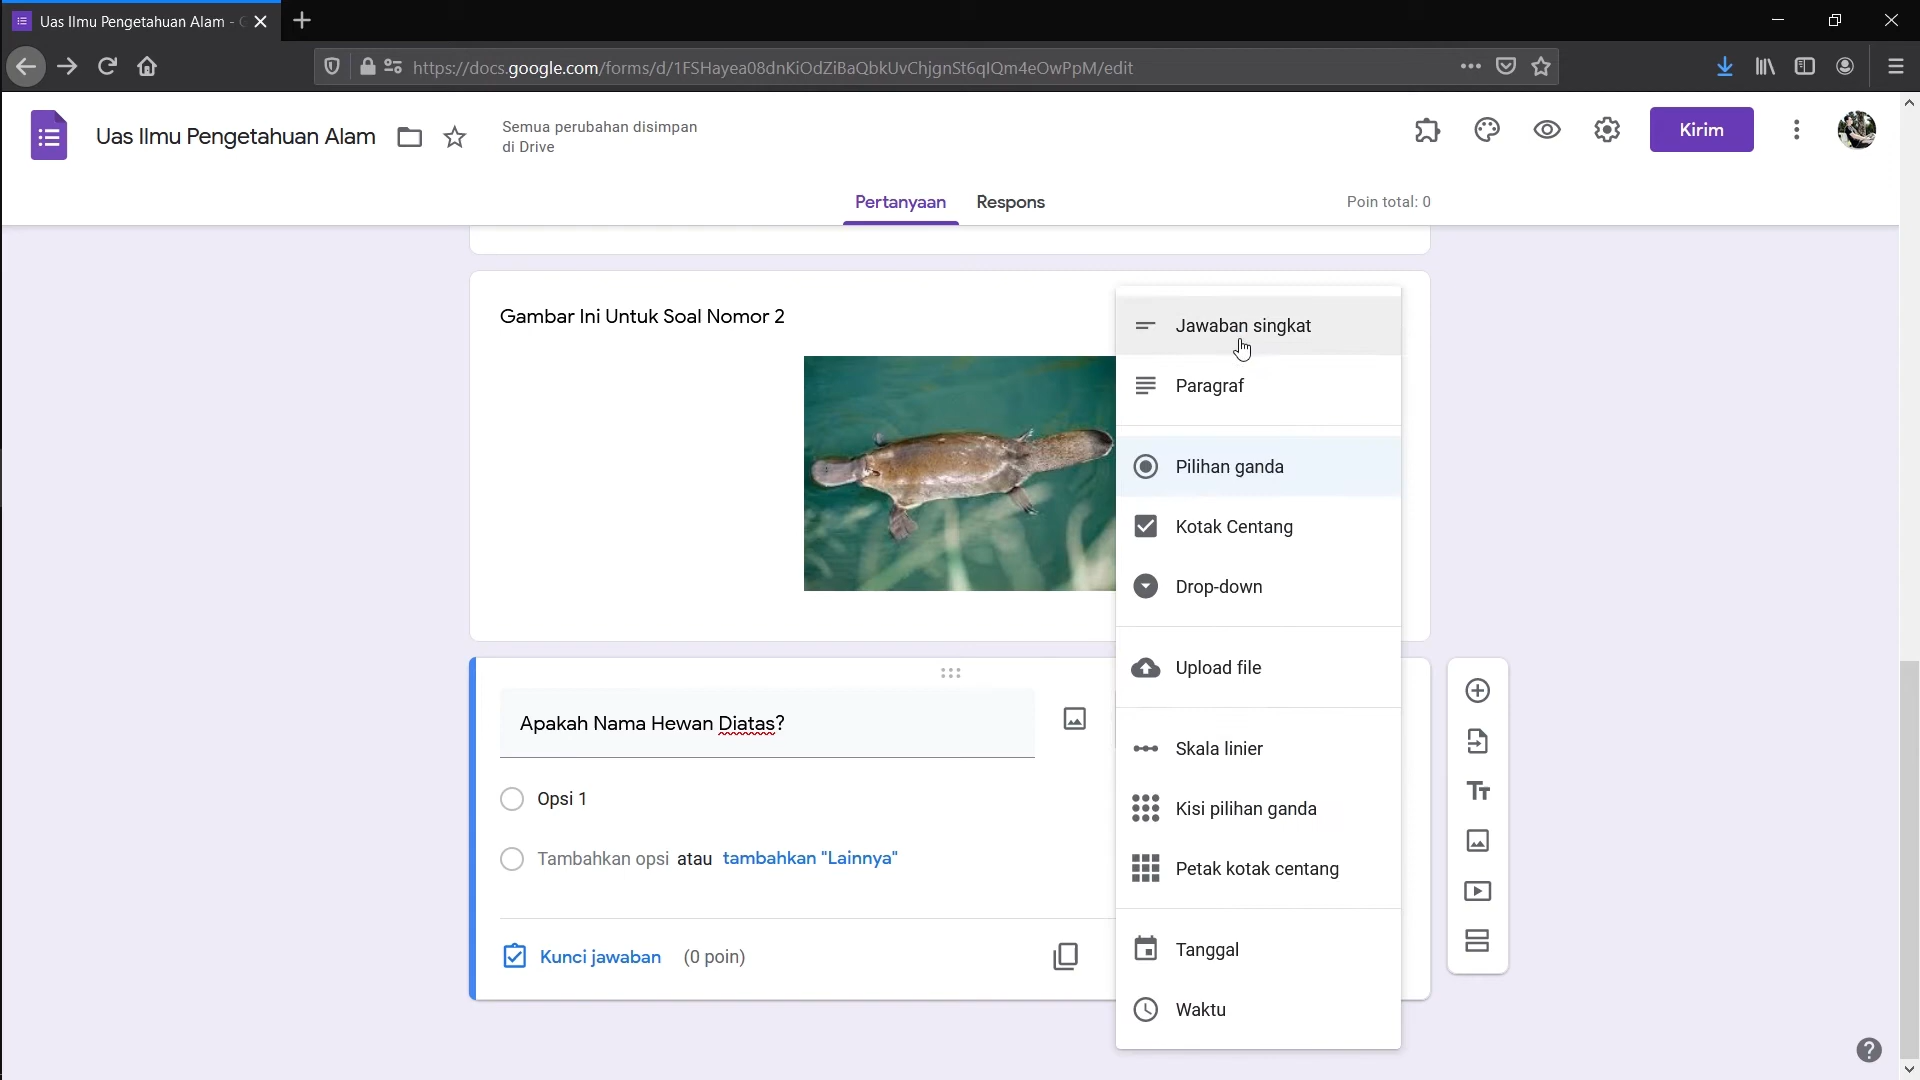 Uas Ilmu Pengetahuan Alam -
https://docs.google.com/forms/d/1FSHayea08dnKiOdZiBaQbkUvChjgnSt6qIQm4eOwPpM/edit
Uas Ilmu Pengetahuan Alam
Semua perubahan disimpan
di Drive
Kirim
Pertanyaan
Respons
Poin total: 0
Gambar Ini Untuk Soal Nomor 2
Jawaban singkat
Paragraf
Pilihan ganda
Kotak Centang
Drop-down
Upload file
Skala linier
Kisi pilihan ganda
Petak kotak centang
Tanggal
Waktu
Apakah Nama Hewan Diatas?
Opsi 1
Tambahkan opsi atau tambahkan "Lainnya"
Kunci jawaban (0 poin)